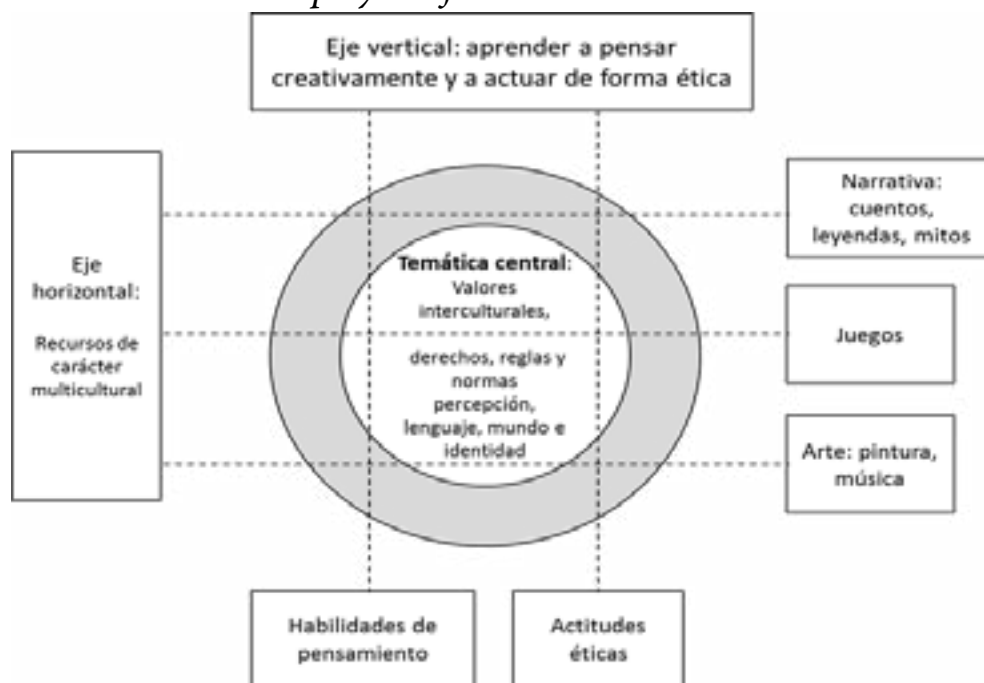 Eje vertical: aprender a pensar
creativamente y a actuar de forma ética
Eje
horizontal:
Recursos de
carácter
multicultural
Temática central:
Valores
interculturales,
derechos, reglas y
normas
percepción,
lenguaje, mundo e
identidad
Narrativa:
cuentos,
leyendas, mitos
Juegos
Arte: pintura,
música
Habilidades de
pensamiento
Actitudes
éticas